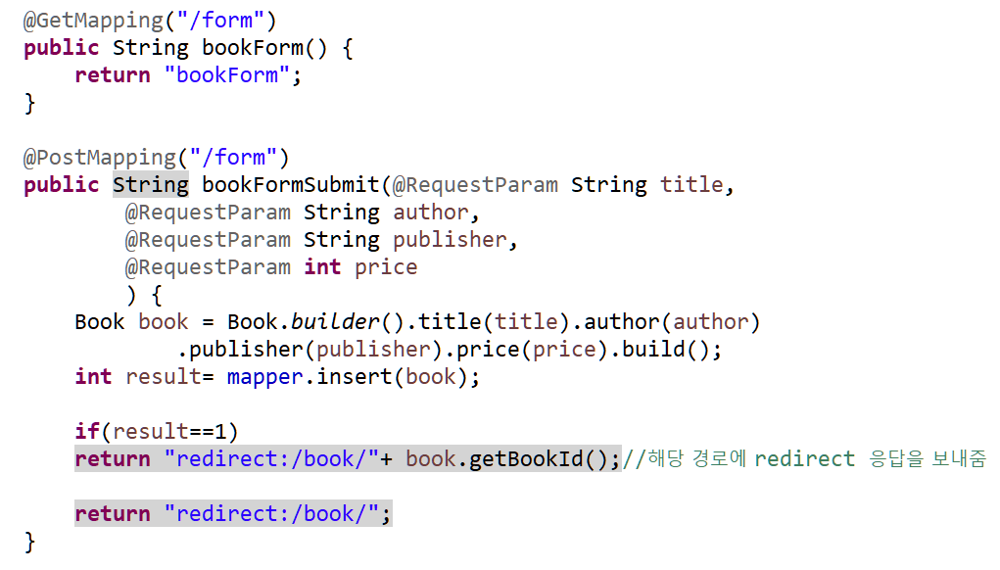 @GetMapping("/form")
public String bookForm() {
    return "bookForm";
}

@PostMapping("/form")
public String bookFormSubmit(@RequestParam String title,
        @RequestParam String author,
        @RequestParam String publisher,
        @RequestParam int price
        ) {
    Book book = Book.builder().title(title).author(author)
            .publisher(publisher).price(price).build();
    int result= mapper.insert(book);

    if(result==1)
    return "redirect:/book/"+ book.getBookId();//해당 경로에 redirect 응답을 보내줌

    return "redirect:/book/";
}